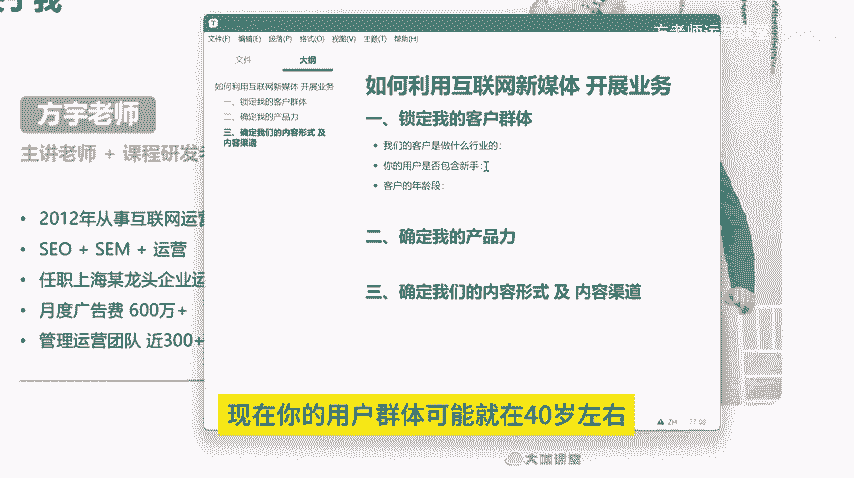 于我
方老师运营课堂
文件(F) 编辑(E) 段落(P) 格式(O) 视图(V) 主题(T) 帮助(H)
文件 大纲
如何利用互联网新媒体 开展业务
一、锁定我的客户群体
二、确定我的产品力
三、确定我们的内容形式 及
内容渠道
如何利用互联网新媒体 开展业务
一、锁定我的客户群体
• 我们的客户是做什么行业的：
• 你的用户是否包含新手：
• 客户的年龄段：
二、确定我的产品力
三、确定我们的内容形式 及 内容渠道
方宇老师
主讲老师 + 课程研发
• 2012年从事互联网运营
• SEO + SEM + 运营
• 任职上海某龙头企业运
• 月度广告费 600万+
• 管理运营团队 近300+
现在你的用户群体可能就在40岁左右
大咖课堂